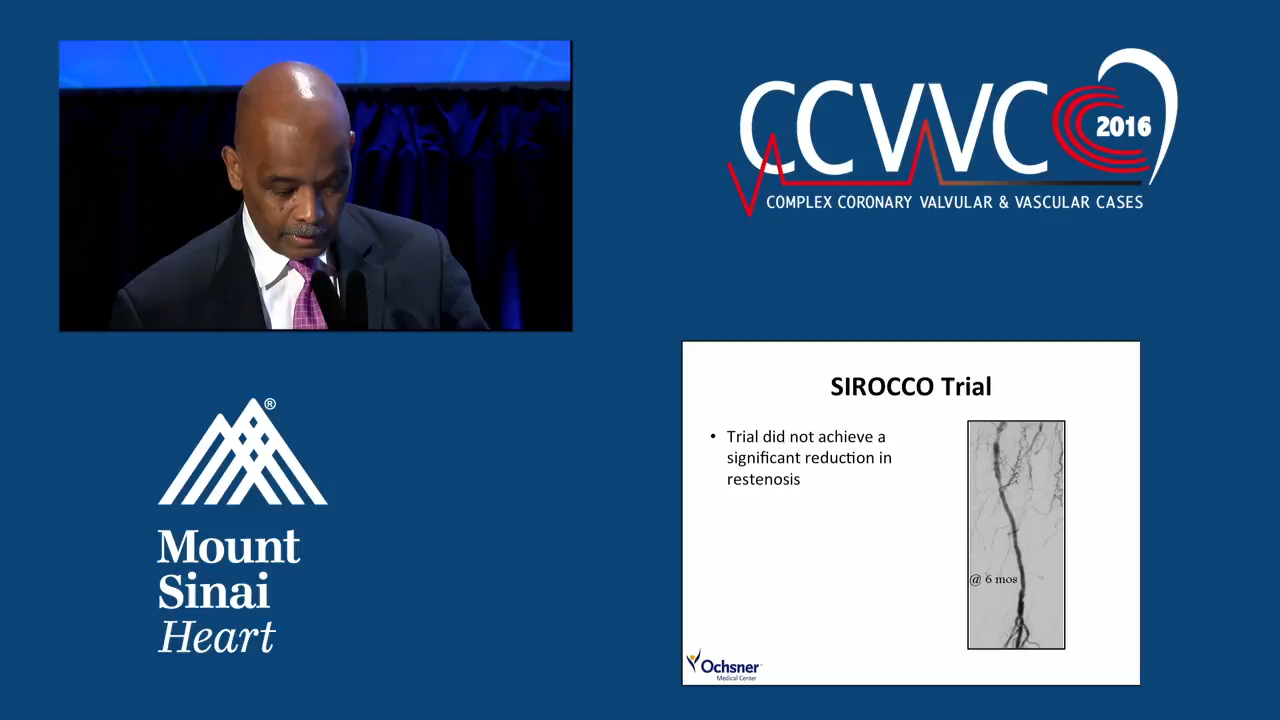 CCVVC
2016
COMPLEX CORONARY VALVULAR & VASCULAR CASES
®
Mount
Sinai
Heart
SIROCCO Trial
• Trial did not achieve a
significant reduction in
restenosis
@ 6 mos
Ochsner
Medical Center